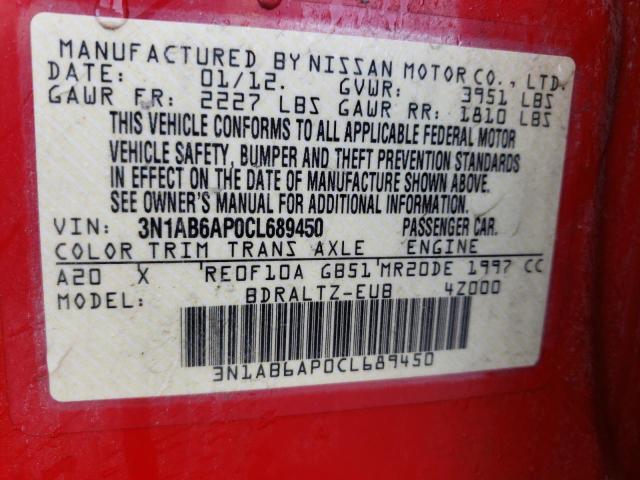 MANUFACTURED BY NISSAN MOTOR CO., LTD.
DATE: 01/12. GVWR: 3951 LBS
GAWR FR: 2227 LBS GAWR RR: 1810 LBS
THIS VEHICLE CONFORMS TO ALL APPLICABLE FEDERAL MOTOR
VEHICLE SAFETY, BUMPER AND THEFT PREVENTION STANDARDS
IN EFFECT ON THE DATE OF MANUFACTURE SHOWN ABOVE.
SEE OWNER'S MANUAL FOR ADDITIONAL INFORMATION.
VIN: 3N1AB6AP0CL689450 PASSENGER CAR.
COLOR TRIM TRANS AXLE ENGINE
A20 X RE0F10A GB51 MR20DE 1997 CC
MODEL: BDRALTZ-EUB 4Z000
3N1AB6AP0CL689450